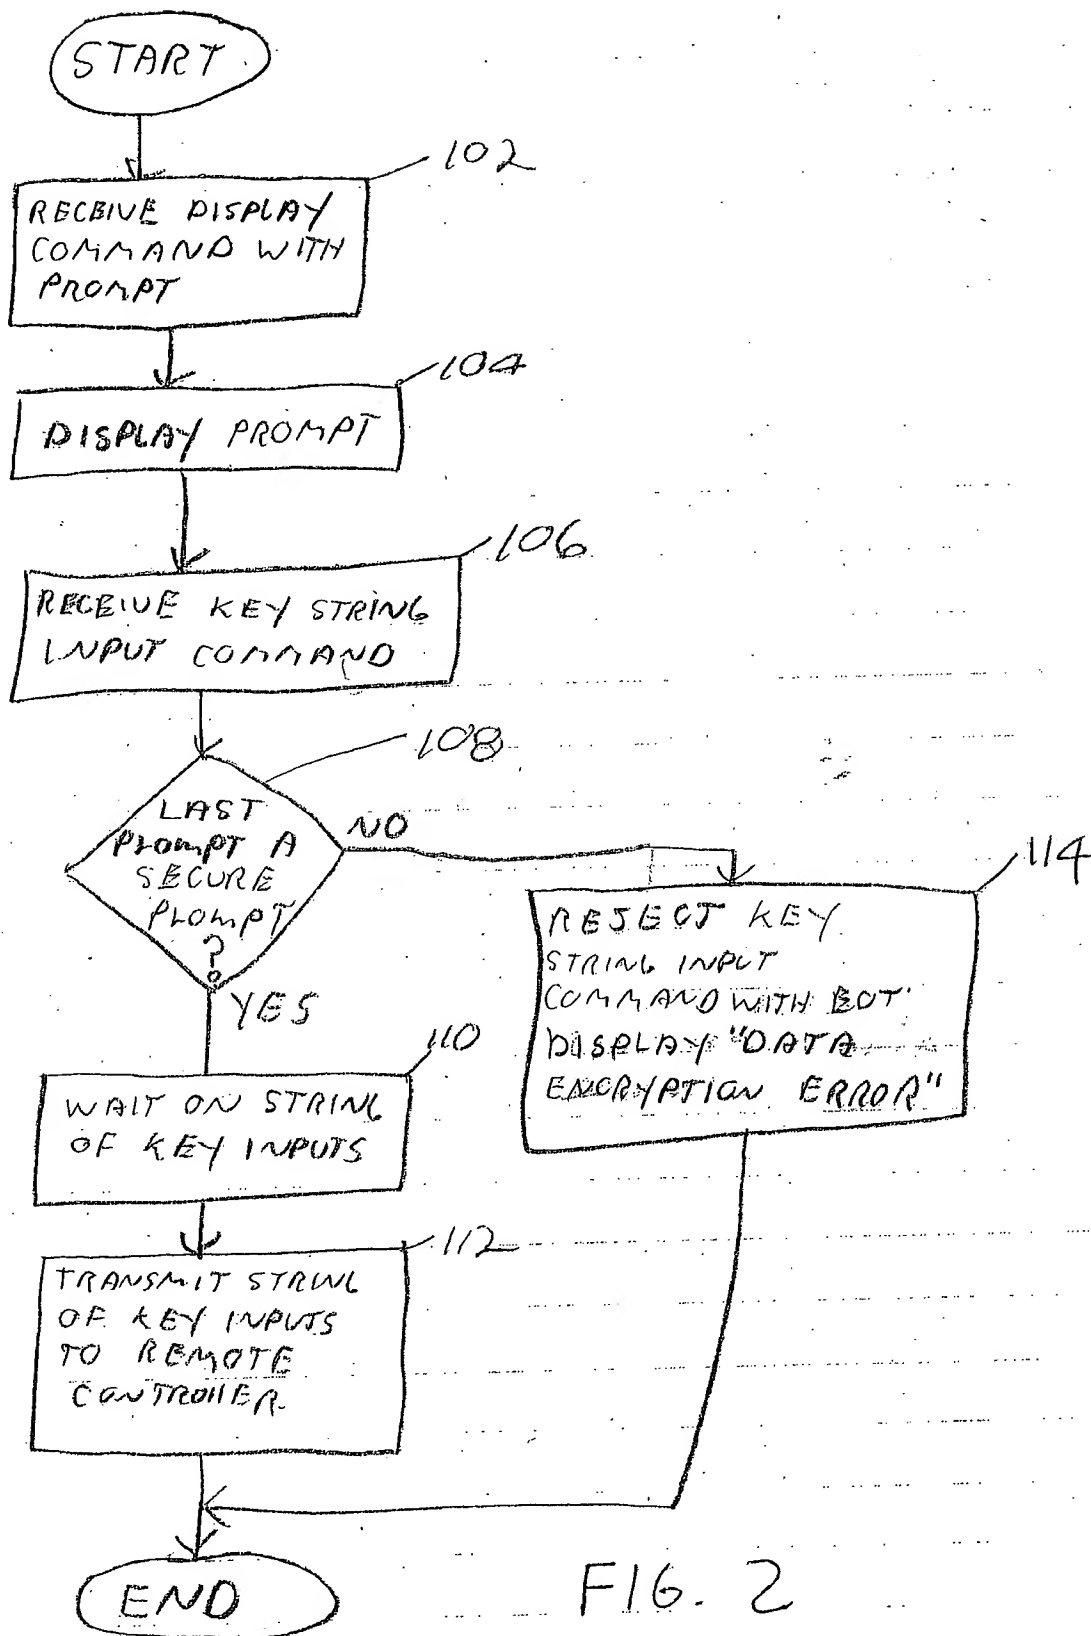 START
102
RECEIVE DISPLAY
COMMAND WITH
PROMPT
104
DISPLAY PROMPT
106
RECEIVE KEY STRING
INPUT COMMAND
108
LAST
PROMPT A
SECURE
PROMPT
?
NO
YES
114
REJECT KEY
STRING INPUT
COMMAND WITH EOT
DISPLAY "DATA
ENCRYPTION ERROR"
110
WAIT ON STRING
OF KEY INPUTS
112
TRANSMIT STRING
OF KEY INPUTS
TO REMOTE
CONTROLLER
END
FIG. 2